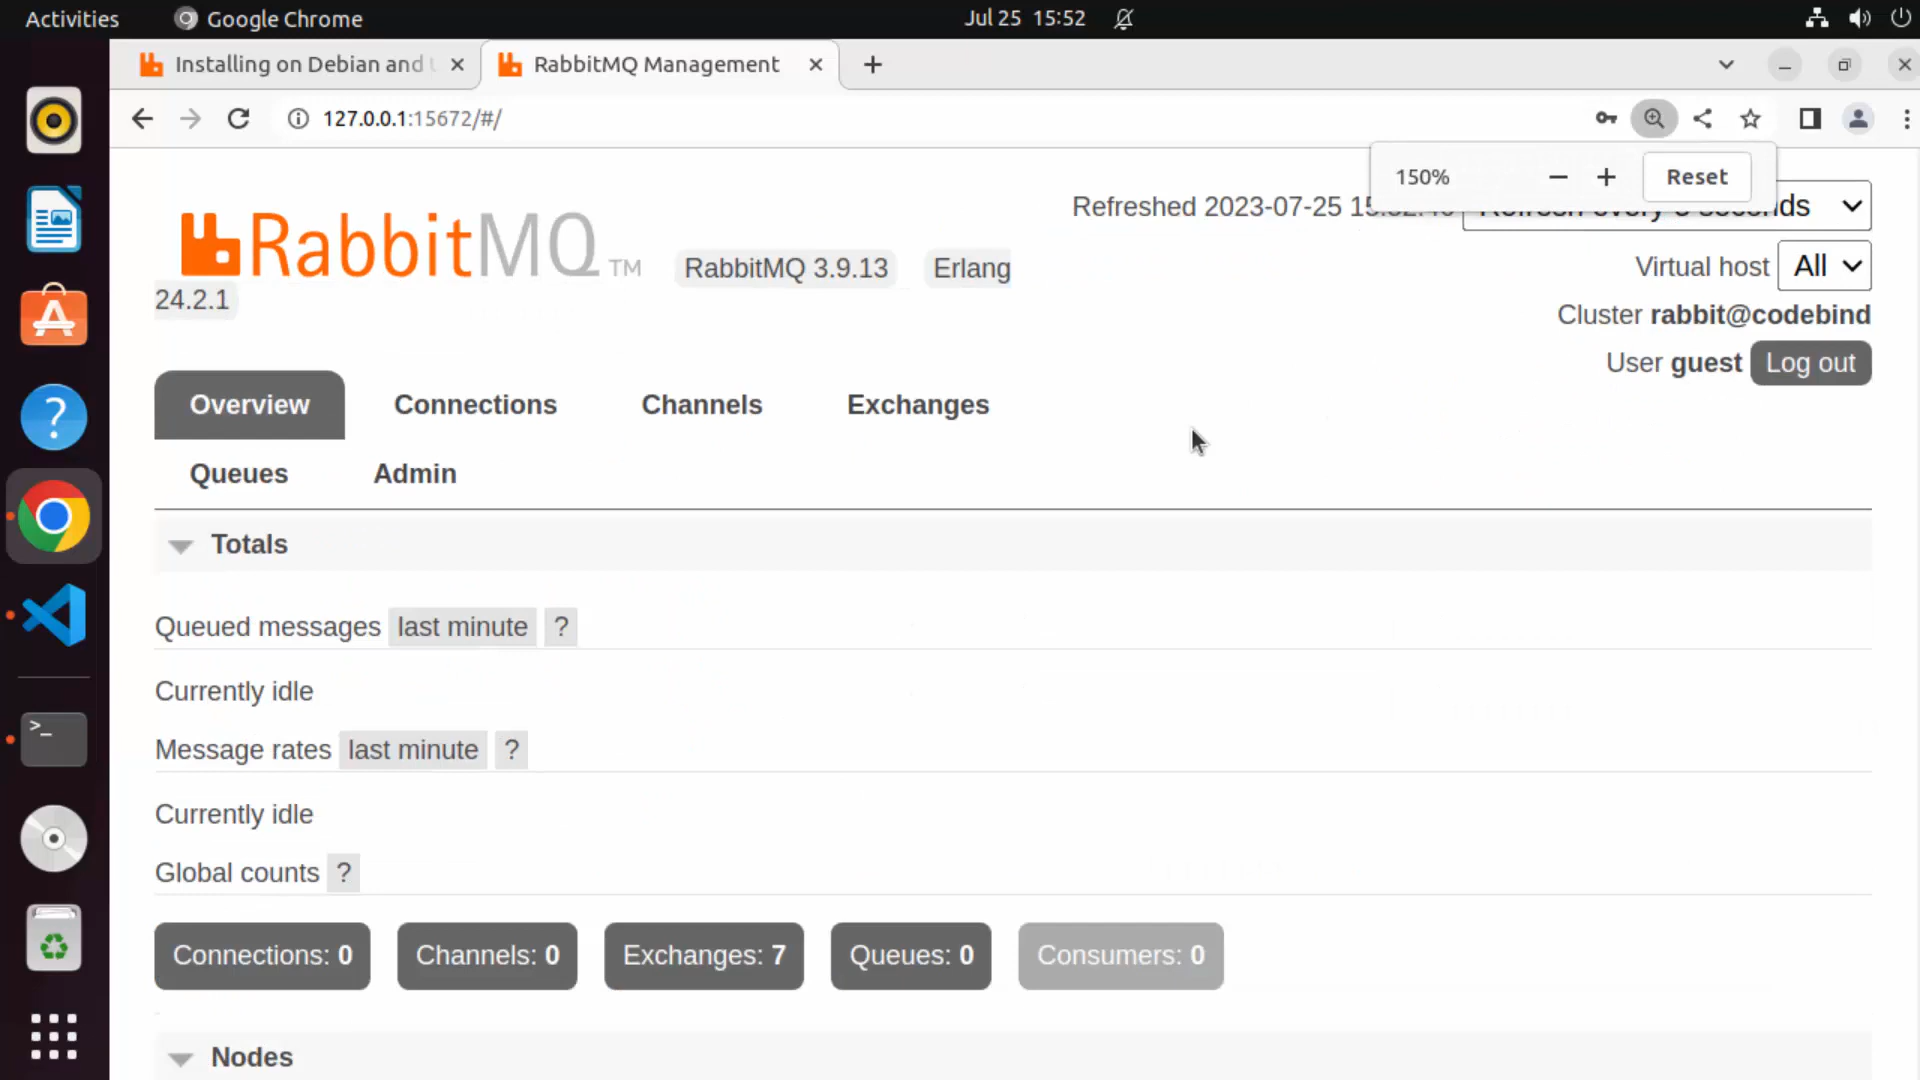 Activities Google Chrome Jul 25 15:52
Installing on Debian and RabbitMQ Management
127.0.0.1:15672/#/
150% Reset
RabbitMQ TM RabbitMQ 3.9.13 Erlang
24.2.1
Refreshed 2023-07-25
Virtual host All
Cluster rabbit@codebind
User guest Log out
Overview Connections Channels Exchanges
Queues Admin
Totals
Queued messages last minute ?
Currently idle
Message rates last minute ?
Currently idle
Global counts ?
Connections: 0 Channels: 0 Exchanges: 7 Queues: 0 Consumers: 0
Nodes